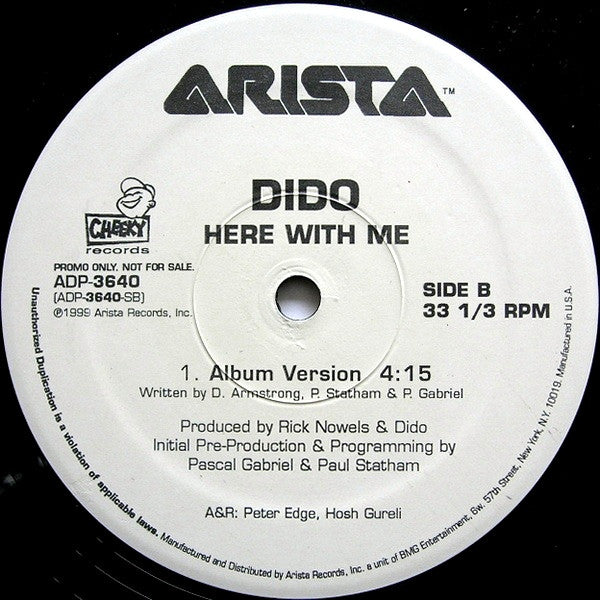 ARISTA™
DIDO
HERE WITH ME
CHEEKY
records
PROMO ONLY. NOT FOR SALE.
ADP-3640
(ADP-3640-SB)
℗1999 Arista Records, Inc.
SIDE B
33 1/3 RPM
1. Album Version 4:15
Written by D. Armstrong, P. Statham & P. Gabriel
Produced by Rick Nowels & Dido
Initial Pre-Production & Programming by
Pascal Gabriel & Paul Statham
A&R: Peter Edge, Hosh Gureli
Unauthorized Duplication is a violation of applicable laws. Manufactured and Distributed by Arista Records, Inc. a unit of BMG Entertainment, 6w. 57th Street, New York, N.Y. 10019. Manufactured in U.S.A.